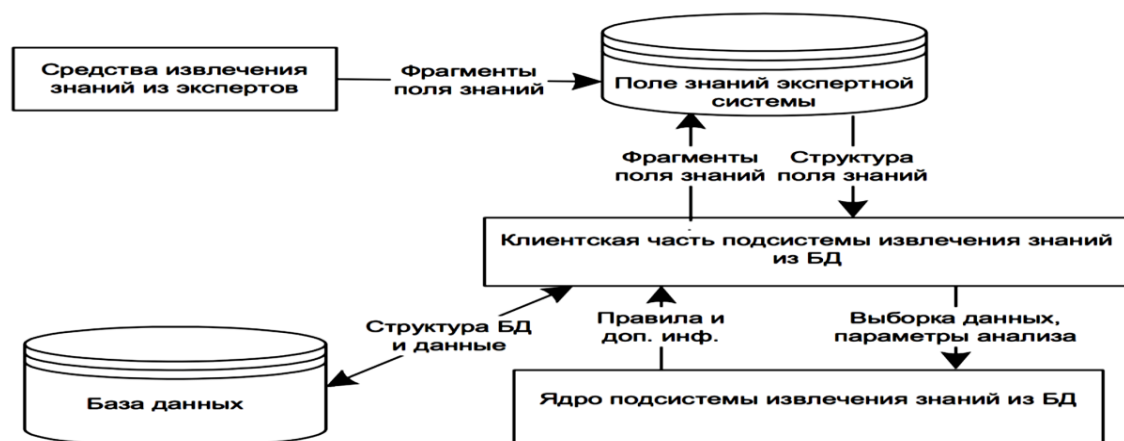 Средства извлечения
знаний из экспертов
Фрагменты
поля знаний
Поле знаний экспертной
системы
Фрагменты
поля знаний
Структура
поля знаний
Клиентская часть подсистемы извлечения знаний
из БД
Структура БД
и данные
Правила и
доп. инф.
Выборка данных,
параметры анализа
База данных
Ядро подсистемы извлечения знаний из БД